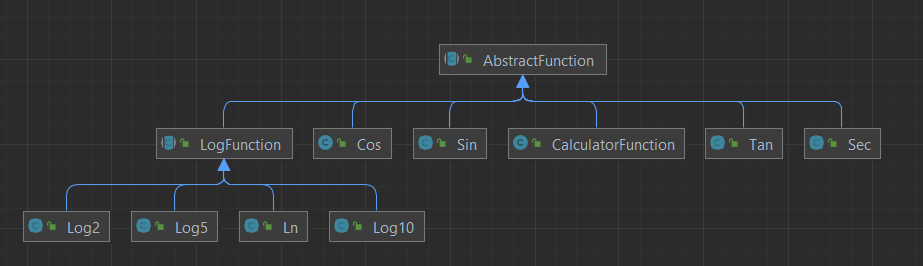 AbstractFunction
LogFunction Cos Sin CalculatorFunction Tan Sec
Log2 Log5 Ln Log10